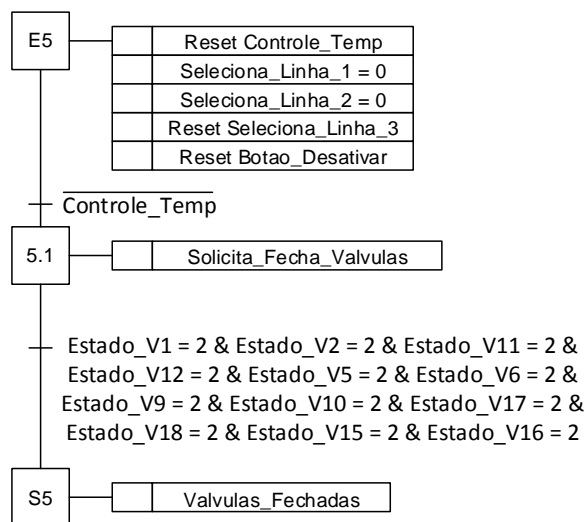 E5
Reset Controle_Temp
Seleciona_Linha_1 = 0
Seleciona_Linha_2 = 0
Reset Seleciona_Linha_3
Reset Botao_Desativar
Controle_Temp
5.1
Solicita_Fecha_Valvulas
Estado_V1 = 2 & Estado_V2 = 2 & Estado_V11 = 2 &
Estado_V12 = 2 & Estado_V5 = 2 & Estado_V6 = 2 &
Estado_V9 = 2 & Estado_V10 = 2 & Estado_V17 = 2 &
Estado_V18 = 2 & Estado_V15 = 2 & Estado_V16 = 2
S5
Valvulas_Fechadas